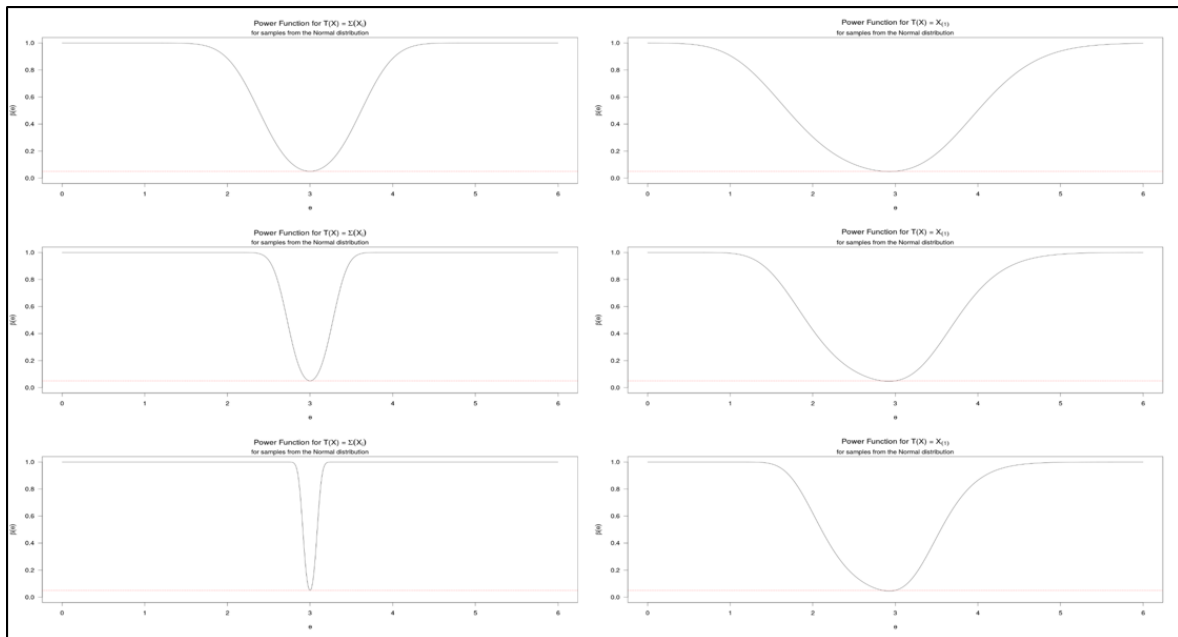 Power Function for T(X) = Σ(Xᵢ)
for samples from the Normal distribution
1.0
0.8
0.6
0.4
0.2
0.0
β(θ)
0 1 2 3 4 5 6
θ
Power Function for T(X) = X₍₁₎
for samples from the Normal distribution
1.0
0.8
0.6
0.4
0.2
0.0
β(θ)
0 1 2 3 4 5 6
θ
Power Function for T(X) = Σ(Xᵢ)
for samples from the Normal distribution
1.0
0.8
0.6
0.4
0.2
0.0
β(θ)
0 1 2 3 4 5 6
θ
Power Function for T(X) = X₍₁₎
for samples from the Normal distribution
1.0
0.8
0.6
0.4
0.2
0.0
β(θ)
0 1 2 3 4 5 6
θ
Power Function for T(X) = Σ(Xᵢ)
for samples from the Normal distribution
1.0
0.8
0.6
0.4
0.2
0.0
β(θ)
0 1 2 3 4 5 6
θ
Power Function for T(X) = X₍₁₎
for samples from the Normal distribution
1.0
0.8
0.6
0.4
0.2
0.0
β(θ)
0 1 2 3 4 5 6
θ